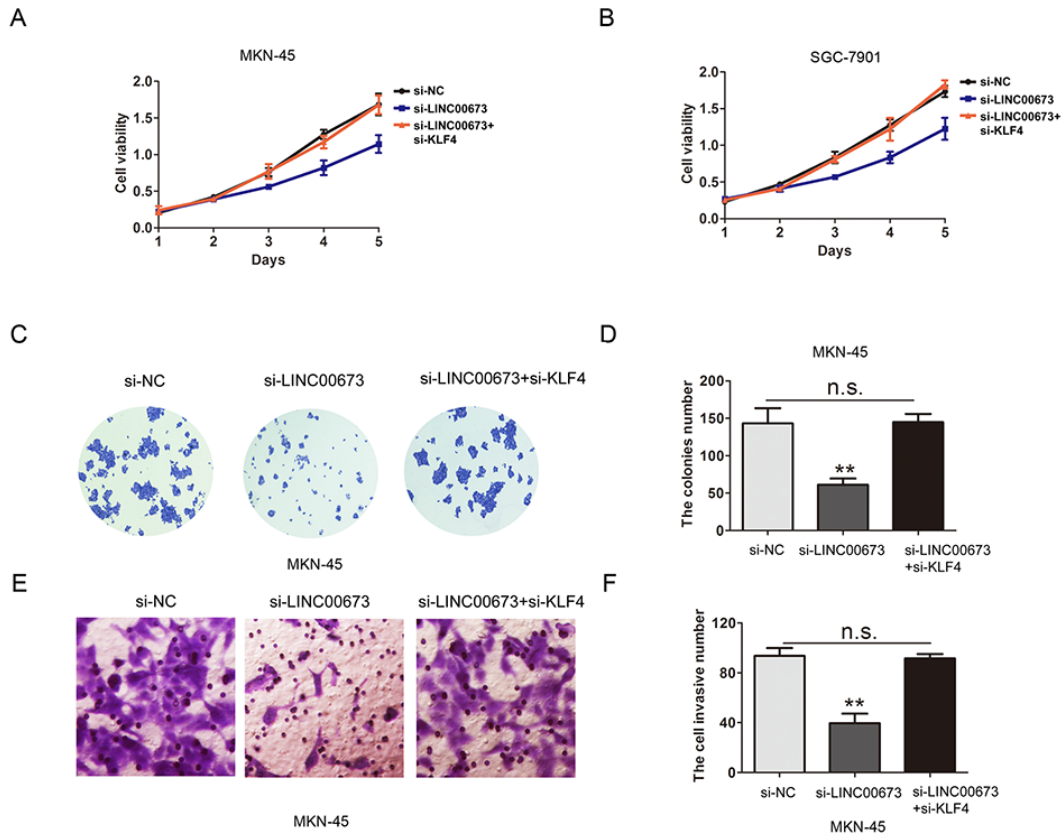 A
MKN-45
Cell viability
2.0
1.5
1.0
0.5
0.0
1 2 3 4 5
Days
si-NC
si-LINC00673
si-LINC00673+
si-KLF4
B
SGC-7901
Cell viability
2.0
1.5
1.0
0.5
0.0
1 2 3 4 5
Days
si-NC
si-LINC00673
si-LINC00673+
si-KLF4
C
si-NC si-LINC00673 si-LINC00673+si-KLF4
MKN-45
D
MKN-45
The colonies number
200
150
100
50
0
n.s.
**
si-NC si-LINC00673 si-LINC00673
+si-KLF4
E
si-NC si-LINC00673 si-LINC00673+si-KLF4
MKN-45
F
The cell invasive number
120
80
40
0
n.s.
**
si-NC si-LINC00673 si-LINC00673
+si-KLF4
MKN-45